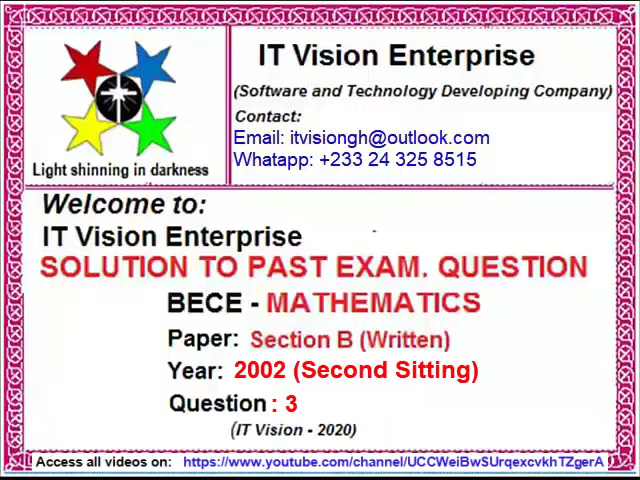 IT Vision Enterprise
(Software and Technology Developing Company)
Contact:
Email: itvisiongh@outlook.com
Whatapp: +233 24 325 8515
Light shinning in darkness
Welcome to:
IT Vision Enterprise
SOLUTION TO PAST EXAM. QUESTION
BECE - MATHEMATICS
Paper: Section B (Written)
Year: 2002 (Second Sitting)
Question : 3
(IT Vision - 2020)
Access all videos on: https://www.youtube.com/channel/UCCWeiBwSUrqexcvkhTZgerA